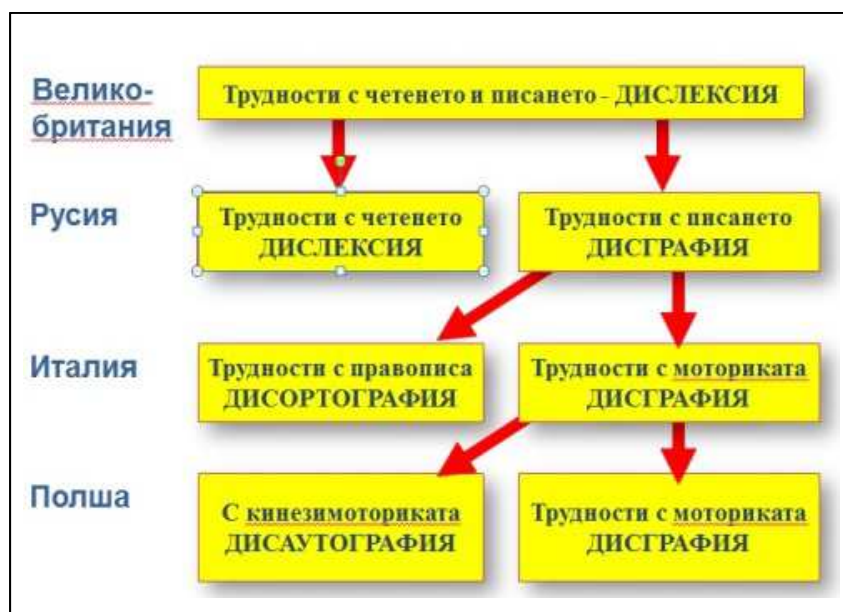 Велико-
британия
Трудности с четенето и писането - ДИСЛЕКСИЯ
Русия
Трудности с четенето
ДИСЛЕКСИЯ
Трудности с писането
ДИСГРАФИЯ
Италия
Трудности с правописа
ДИСОРТОГРАФИЯ
Трудности с моториката
ДИСГРАФИЯ
Полша
С кинезимоториката
ДИСАУТОГРАФИЯ
Трудности с моториката
ДИСГРАФИЯ